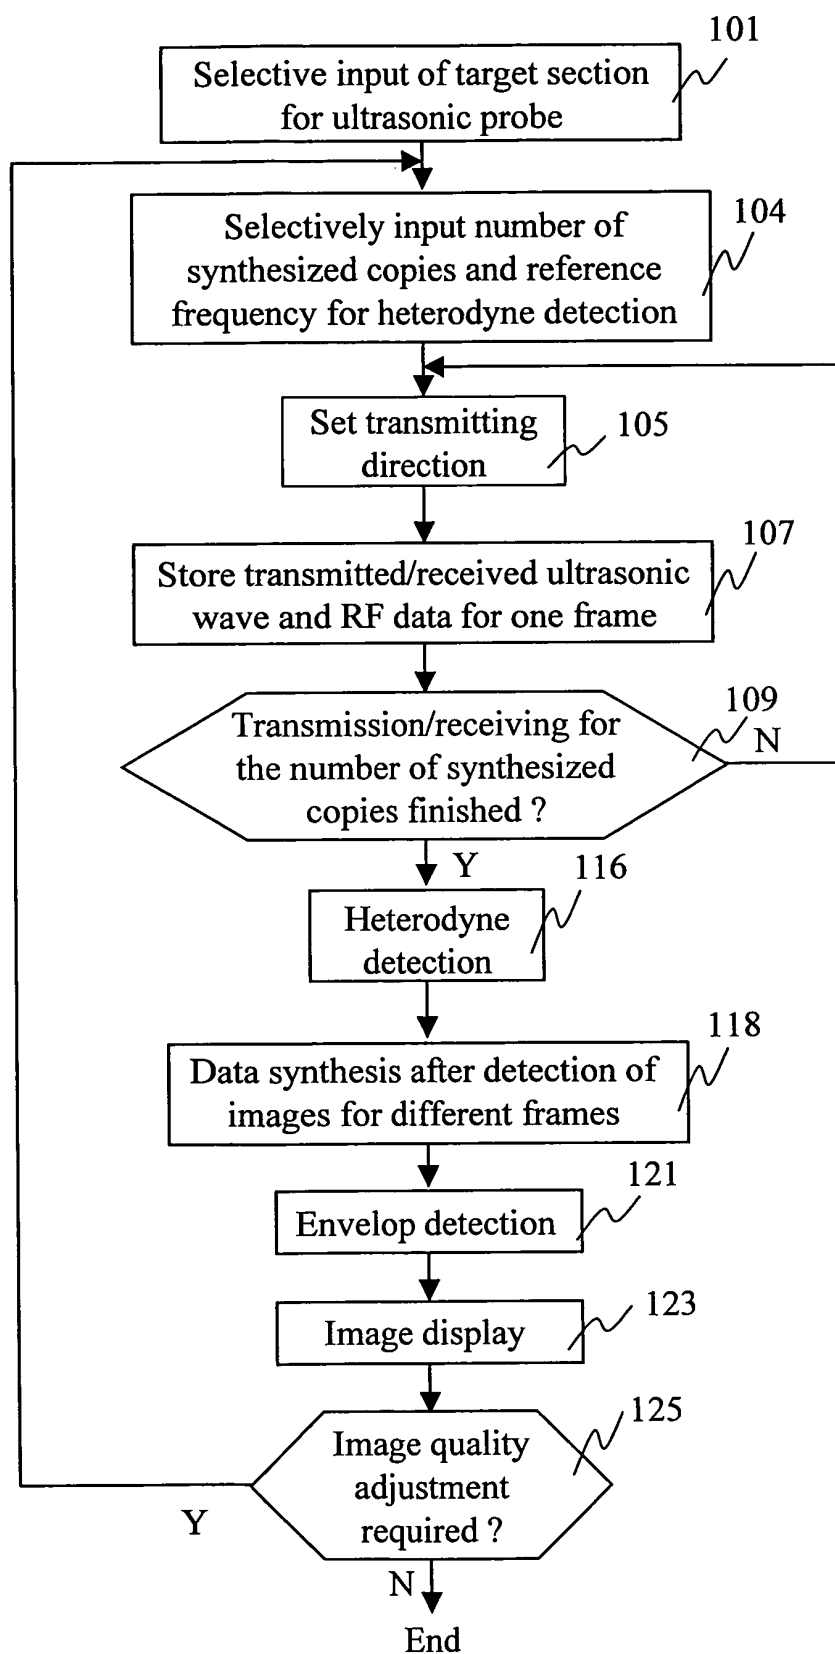 101
Selective input of target section
for ultrasonic probe
104
Selectively input number of
synthesized copies and reference
frequency for heterodyne detection
Set transmitting
direction
105
107
Store transmitted/received ultrasonic
wave and RF data for one frame
109
Transmission/receiving for
the number of synthesized
copies finished ?
N
Y
116
Heterodyne
detection
118
Data synthesis after detection of
images for different frames
121
Envelop detection
123
Image display
125
Image quality
adjustment
required ?
Y
N
End